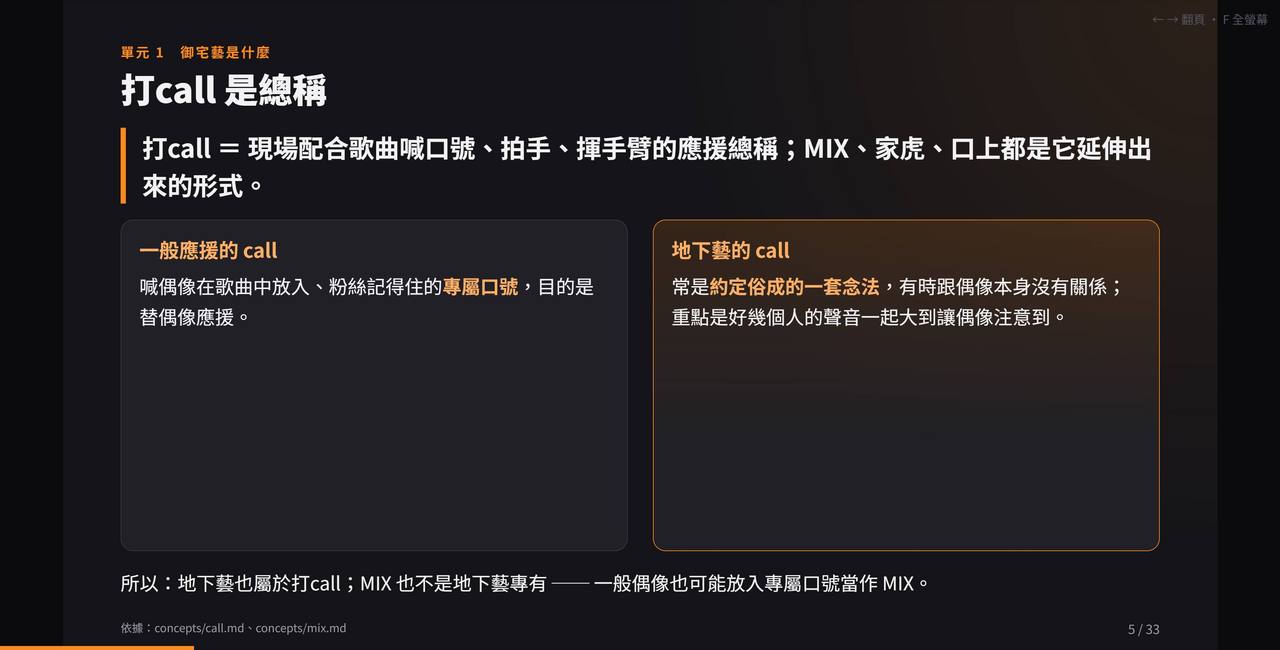 ←→ 翻頁 · F 全螢幕
單元 1　御宅藝是什麼
打call 是總稱
打call ＝ 現場配合歌曲喊口號、拍手、揮手臂的應援總稱；MIX、家虎、口上都是它延伸出
來的形式。
一般應援的 call
喊偶像在歌曲中放入、粉絲記得住的專屬口號，目的是
替偶像應援。
地下藝的 call
常是約定俗成的一套念法，有時跟偶像本身沒有關係；
重點是好幾個人的聲音一起大到讓偶像注意到。
所以：地下藝也屬於打call；MIX 也不是地下藝專有 —— 一般偶像也可能放入專屬口號當作 MIX。
依據：concepts/call.md、concepts/mix.md
5 / 33